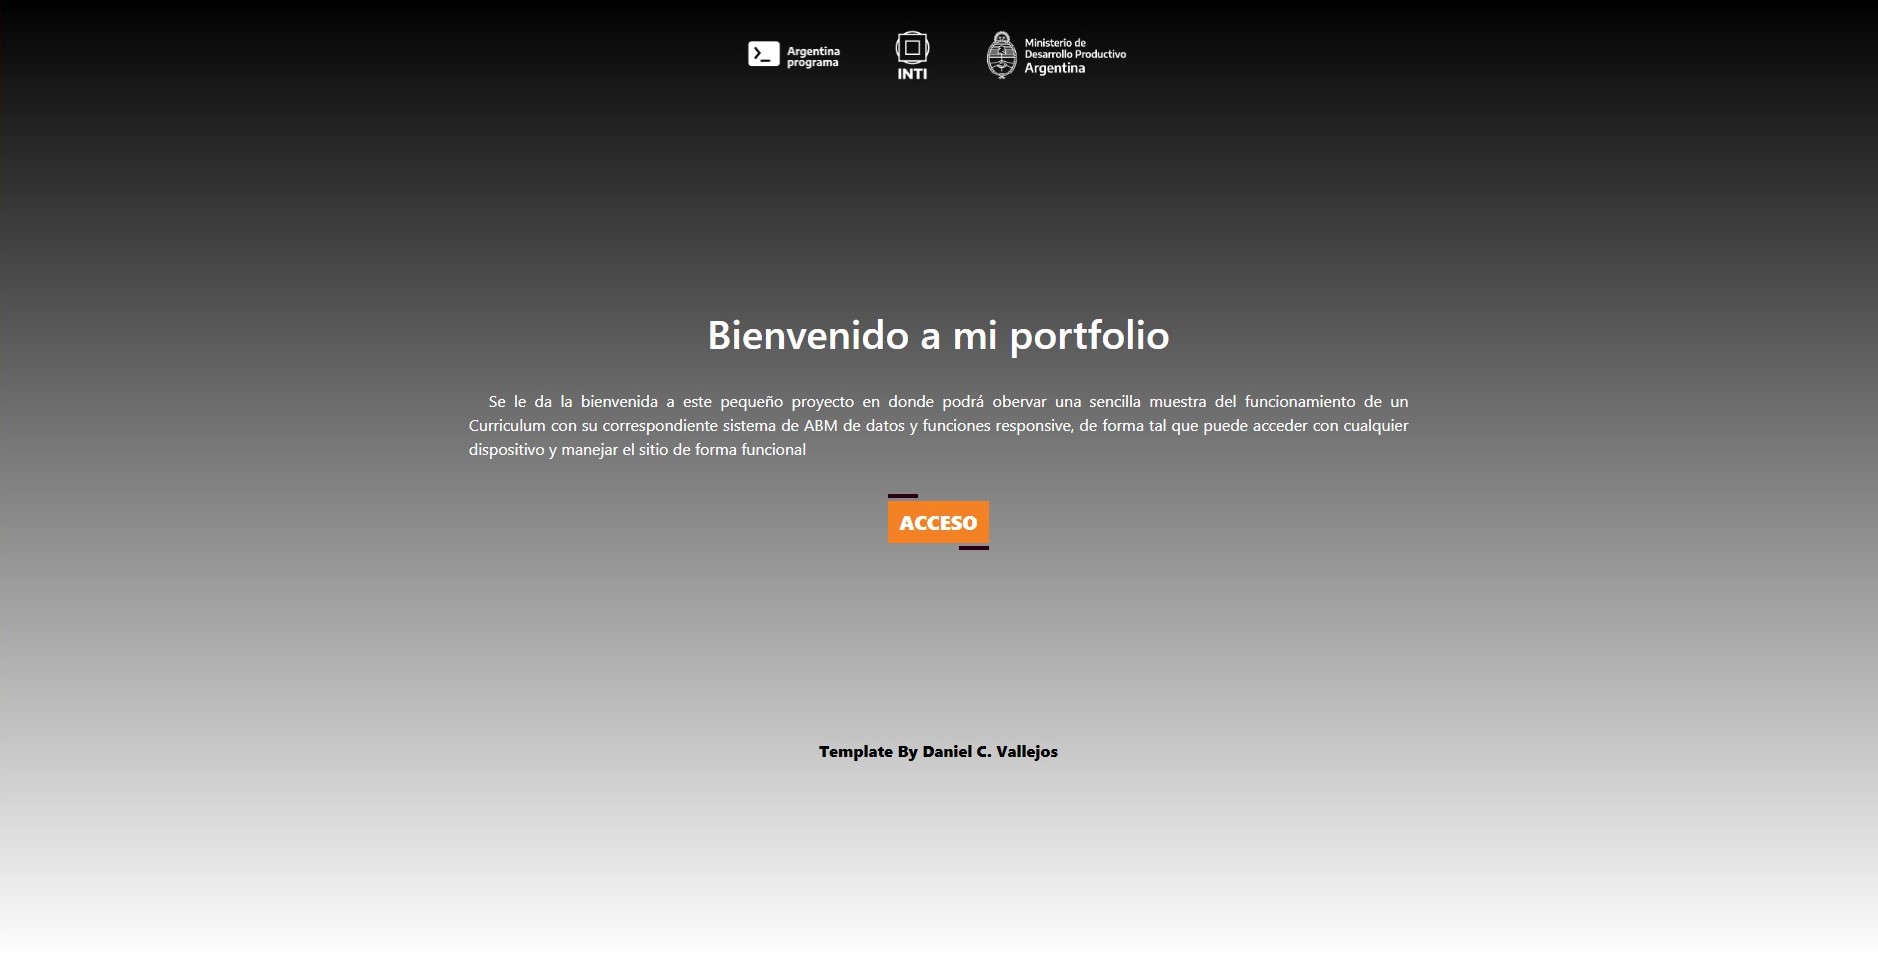 Argentina
programa
INTI
Ministerio de
Desarrollo Productivo
Argentina
Bienvenido a mi portfolio
Se le da la bienvenida a este pequeño proyecto en donde podrá obervar una sencilla muestra del funcionamiento de un
Curriculum con su correspondiente sistema de ABM de datos y funciones responsive, de forma tal que puede acceder con cualquier
dispositivo y manejar el sitio de forma funcional
ACCESO
Template By Daniel C. Vallejos